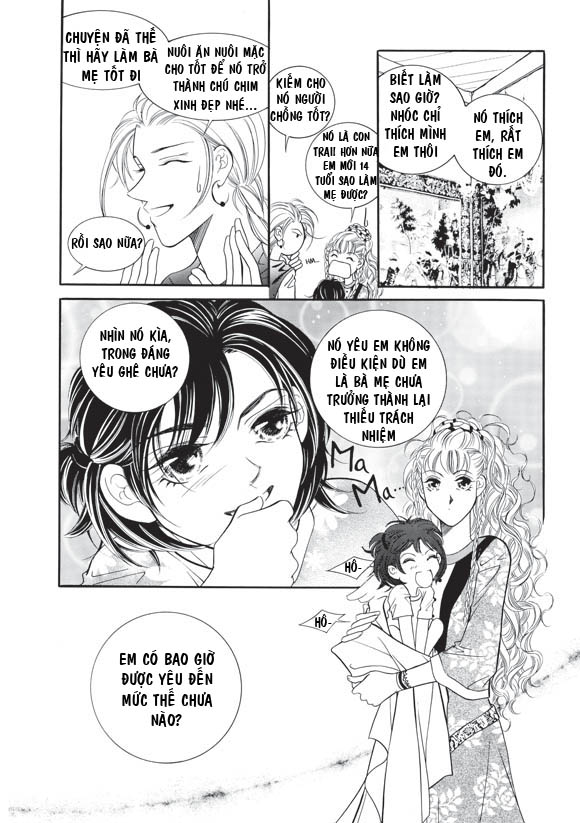 CHUYỆN ĐÃ THẾ
THÌ HÃY LÀM BÀ
MẸ TỐT ĐI
NUÔI ĂN NUÔI MẶC
CHO TỐT ĐỂ NÓ TRỞ
THÀNH CHÚ CHIM
XINH ĐẸP NHÉ...
RỒI SAO NỮA?
KIẾM CHO
NÓ NGƯỜI
CHỒNG TỐT?
NÓ LÀ CON
TRAI! HƠN NỮA
EM MỚI 14
TUỔI SAO LÀM
MẸ ĐƯỢC?
HM...
BIẾT LÀM
SAO GIỜ? NHÓC CHỈ
THÍCH MÌNH
EM THÔI
NÓ THÍCH
EM, RẤT
THÍCH EM
ĐÓ.
NHÌN NÓ KÌA,
TRONG ĐÁNG
YÊU GHÊ CHƯA?
NÓ YÊU EM KHÔNG
ĐIỀU KIỆN DÙ EM
LÀ BÀ MẸ CHƯA
TRƯỞNG THÀNH LẠI
THIẾU TRÁCH
NHIỆM
MA
MA...
HÔ-
HÔ-
EM CÓ BAO GIỜ
ĐƯỢC YÊU ĐẾN
MỨC THẾ CHƯA
NÀO?